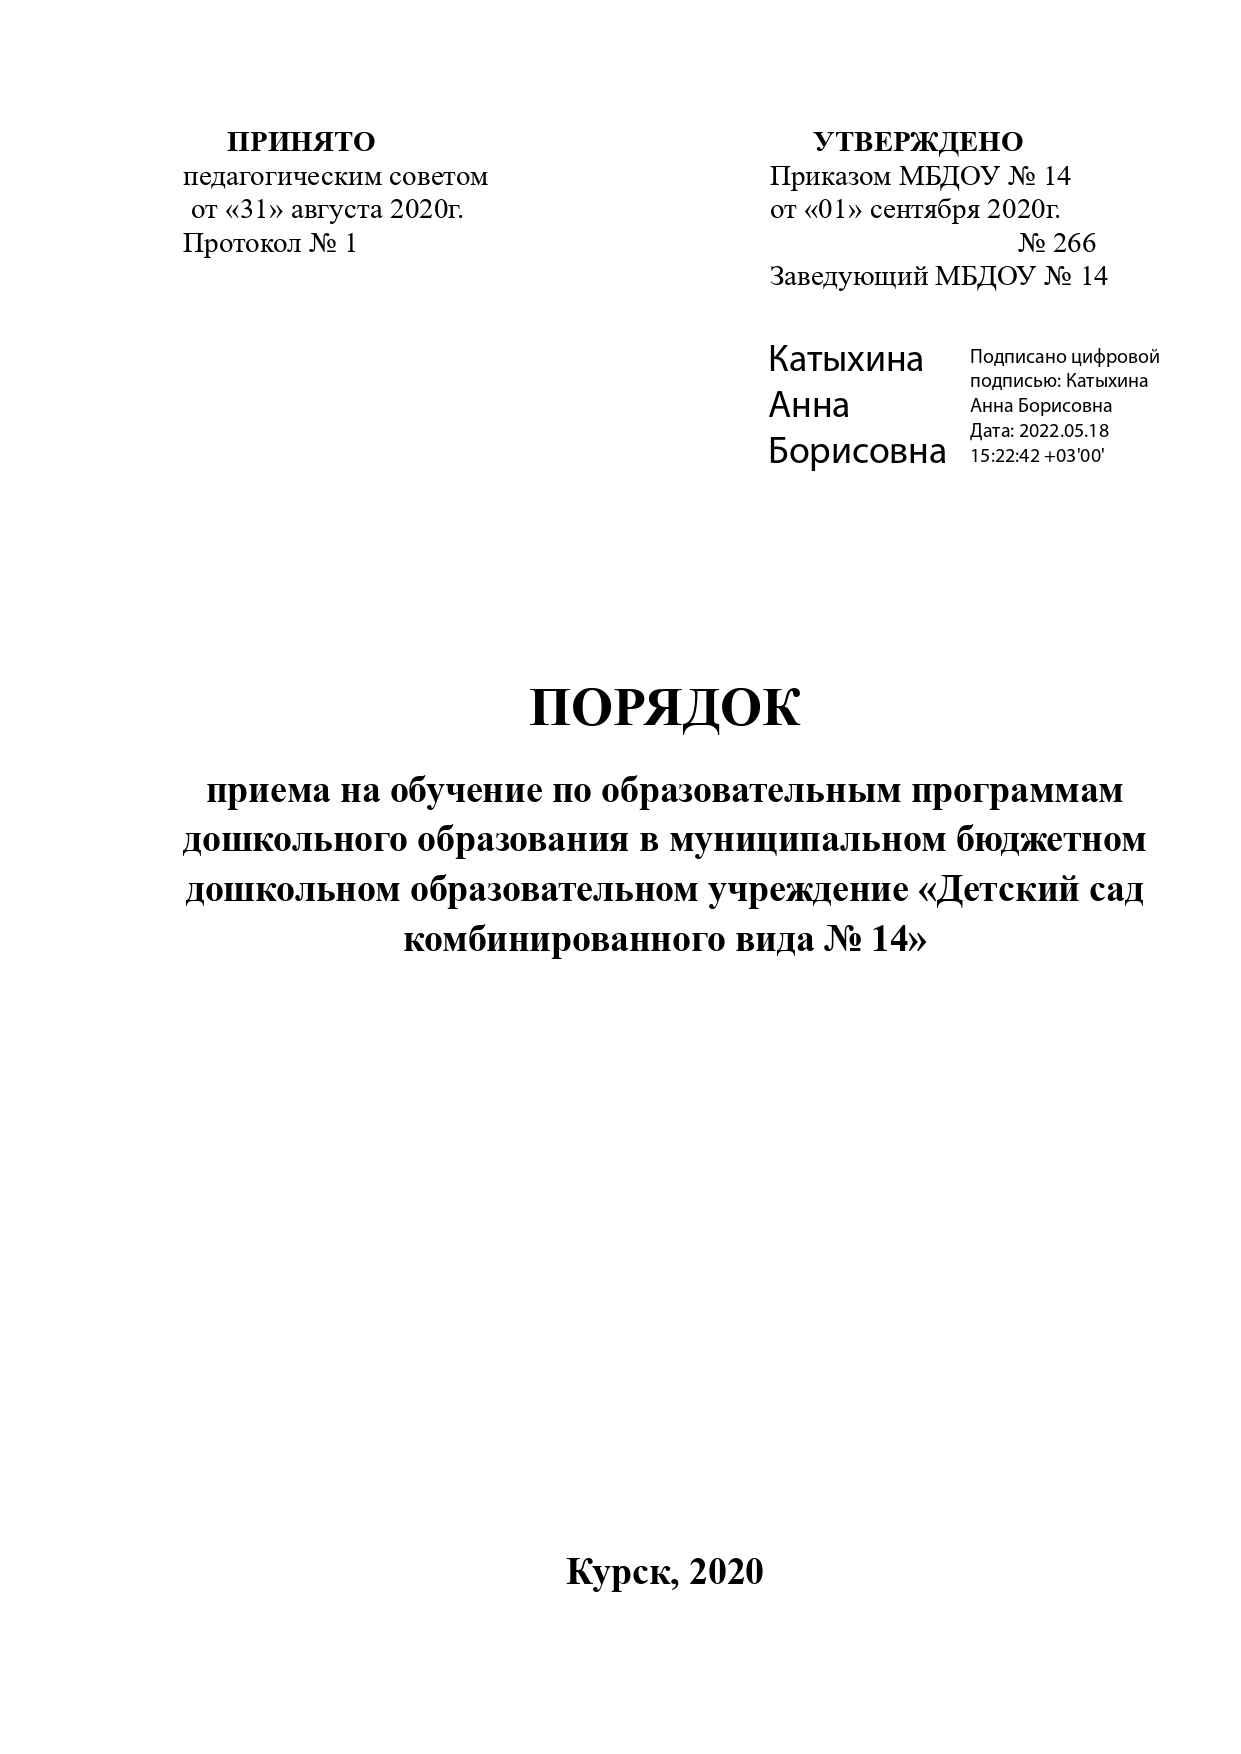 ПРИНЯТО
педагогическим советом
от «31» августа 2020г.
Протокол № 1
УТВЕРЖДЕНО
Приказом МБДОУ № 14
от «01» сентября 2020г.
№ 266
Заведующий МБДОУ № 14
Катыхина
Анна
Борисовна
Подписано цифровой
подписью: Катыхина
Анна Борисовна
Дата: 2022.05.18
15:22:42 +03'00'
ПОРЯДОК
приема на обучение по образовательным программам
дошкольного образования в муниципальном бюджетном
дошкольном образовательном учреждение «Детский сад
комбинированного вида № 14»
Курск, 2020